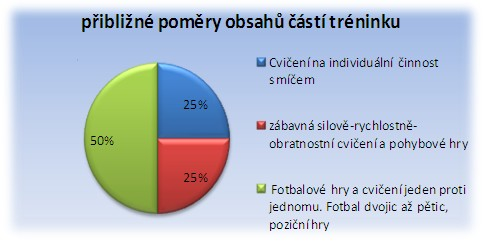 přibližné poměry obsahů částí tréninku
Cvičení na individuální činnost
s míčem
25%
50%
zábavná silově-rychlostně-
obratnostní cvičení a pohybové hry
25%
Fotbalové hry a cvičení jeden proti
jednomu. Fotbal dvojic až pětic,
poziční hry